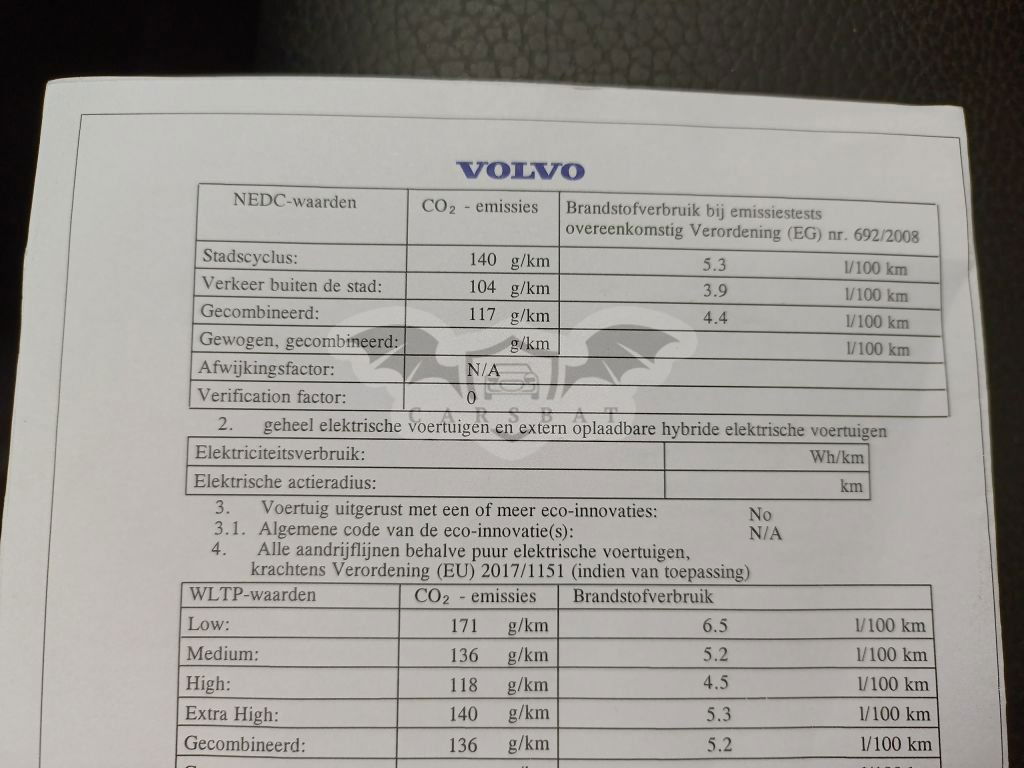 VOLVO
NEDC-waarden CO₂ - emissies Brandstofverbruik bij emissiestests
overeenkomstig Verordening (EG) nr. 692/2008
Stadscyclus: 140 g/km 5.3 l/100 km
Verkeer buiten de stad: 104 g/km 3.9 l/100 km
Gecombineerd: 117 g/km 4.4 l/100 km
Gewogen, gecombineerd: g/km l/100 km
Afwijkingsfactor: N/A
Verification factor: 0
CARSBAT
2. geheel elektrische voertuigen en extern oplaadbare hybride elektrische voertuigen
Elektriciteitsverbruik: Wh/km
Elektrische actieradius: km
3. Voertuig uitgerust met een of meer eco-innovaties: No
3.1. Algemene code van de eco-innovatie(s): N/A
4. Alle aandrijflijnen behalve puur elektrische voertuigen,
krachtens Verordening (EU) 2017/1151 (indien van toepassing)
WLTP-waarden CO₂ - emissies Brandstofverbruik
Low: 171 g/km 6.5 l/100 km
Medium: 136 g/km 5.2 l/100 km
High: 118 g/km 4.5 l/100 km
Extra High: 140 g/km 5.3 l/100 km
Gecombineerd: 136 g/km 5.2 l/100 km